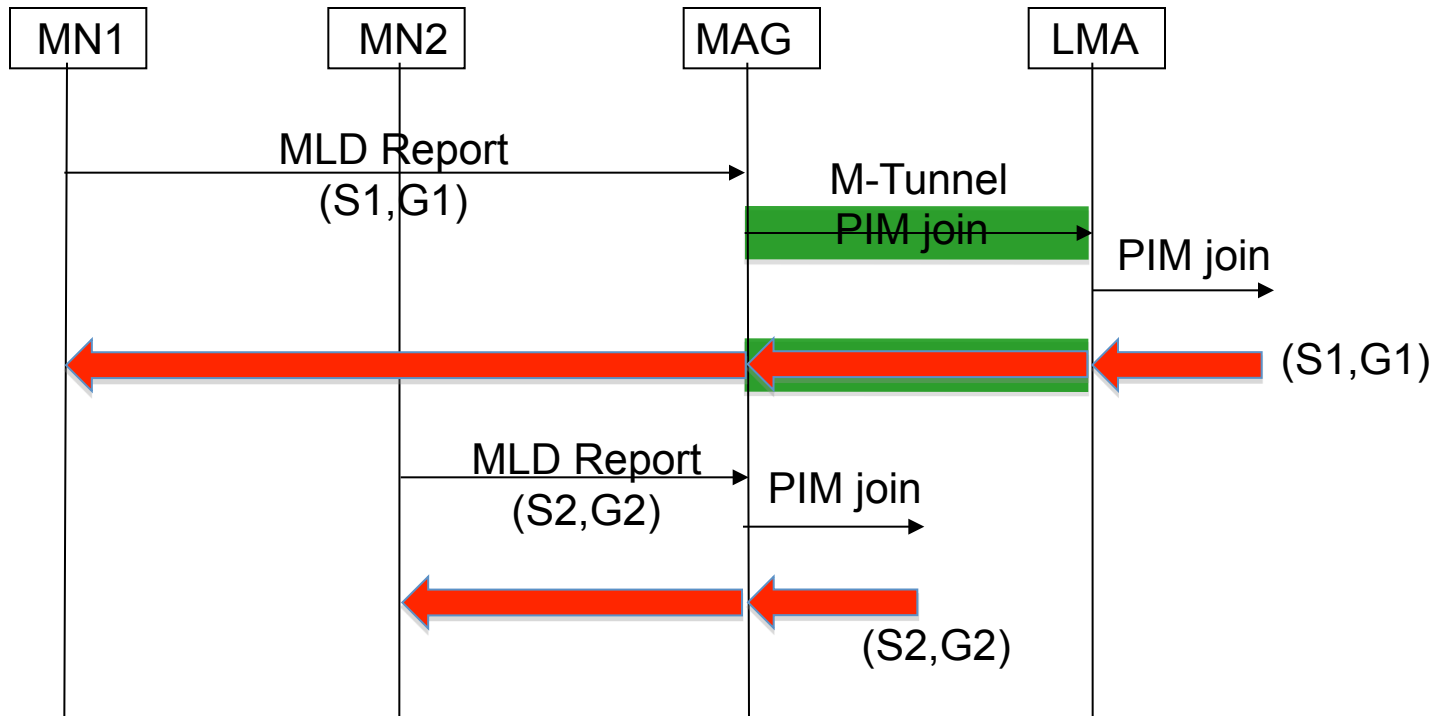 MN1 MN2 MAG LMA
MLD Report
(S1,G1)
M-Tunnel
PIM join
PIM join
(S1,G1)
MLD Report
(S2,G2)
PIM join
(S2,G2)